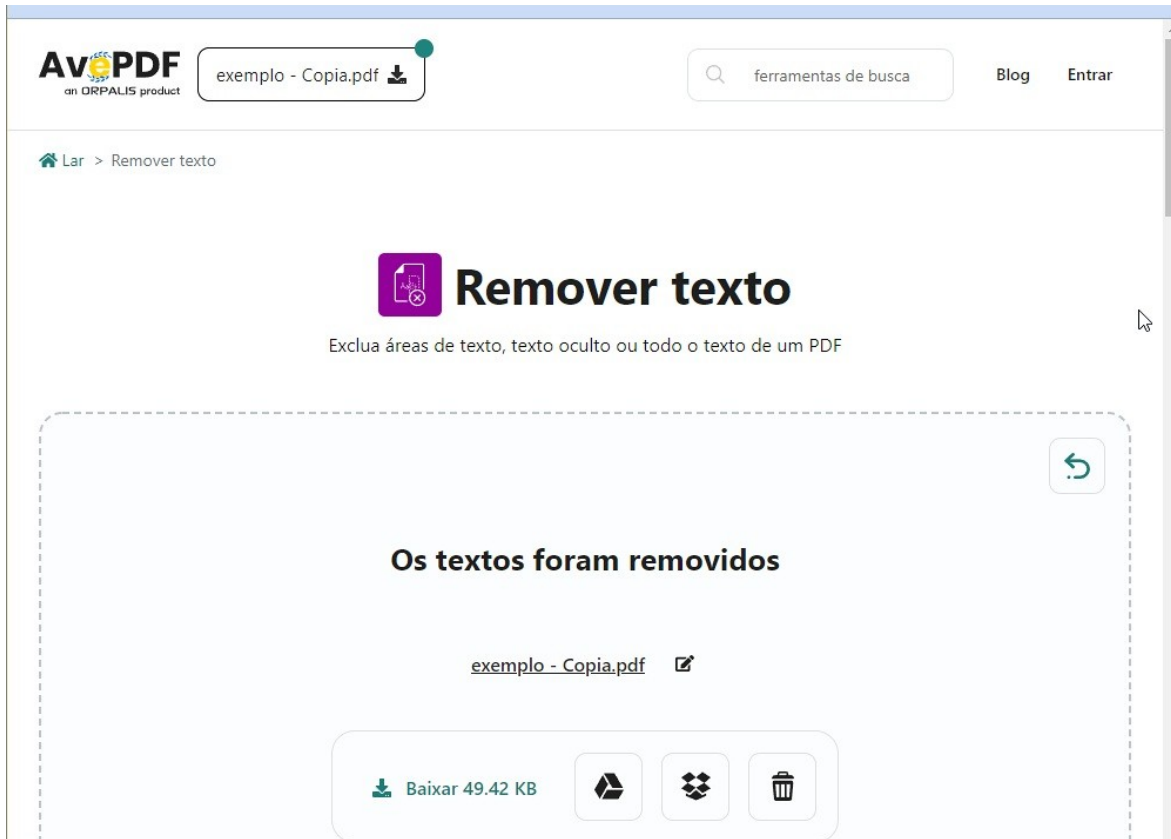 AvePDF
an ORPALIS product
exemplo - Copia.pdf
ferramentas de busca
Blog
Entrar
Lar > Remover texto
Remover texto
Exclua áreas de texto, texto oculto ou todo o texto de um PDF
Os textos foram removidos
exemplo - Copia.pdf
Baixar 49.42 KB